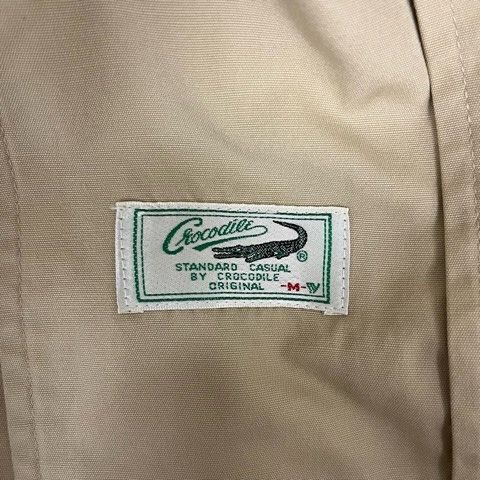 Crocodile
®
STANDARD CASUAL
BY CROCODILE
ORIGINAL -M-